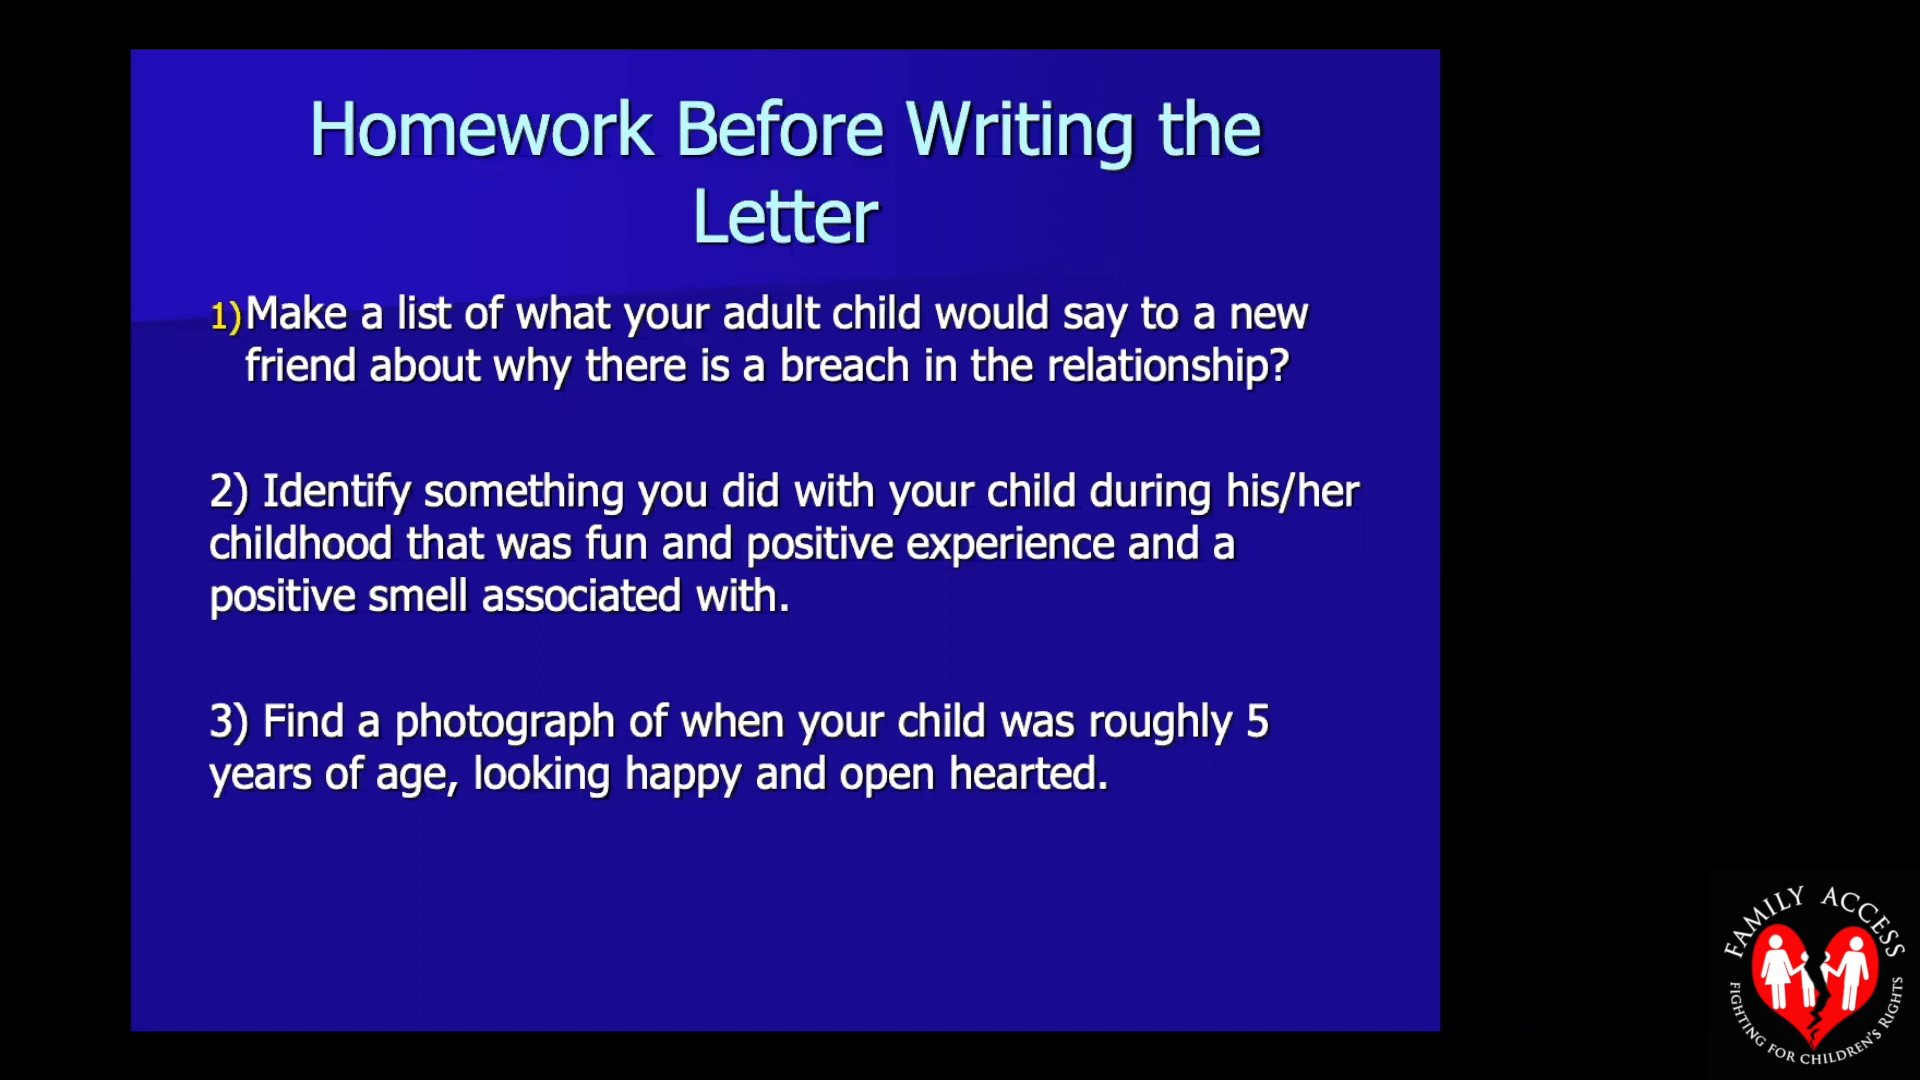 Homework Before Writing the
Letter
1) Make a list of what your adult child would say to a new
friend about why there is a breach in the relationship?
2) Identify something you did with your child during his/her
childhood that was fun and positive experience and a
positive smell associated with.
3) Find a photograph of when your child was roughly 5
years of age, looking happy and open hearted.
FAMILY ACCESS
FIGHTING FOR CHILDREN'S RIGHTS